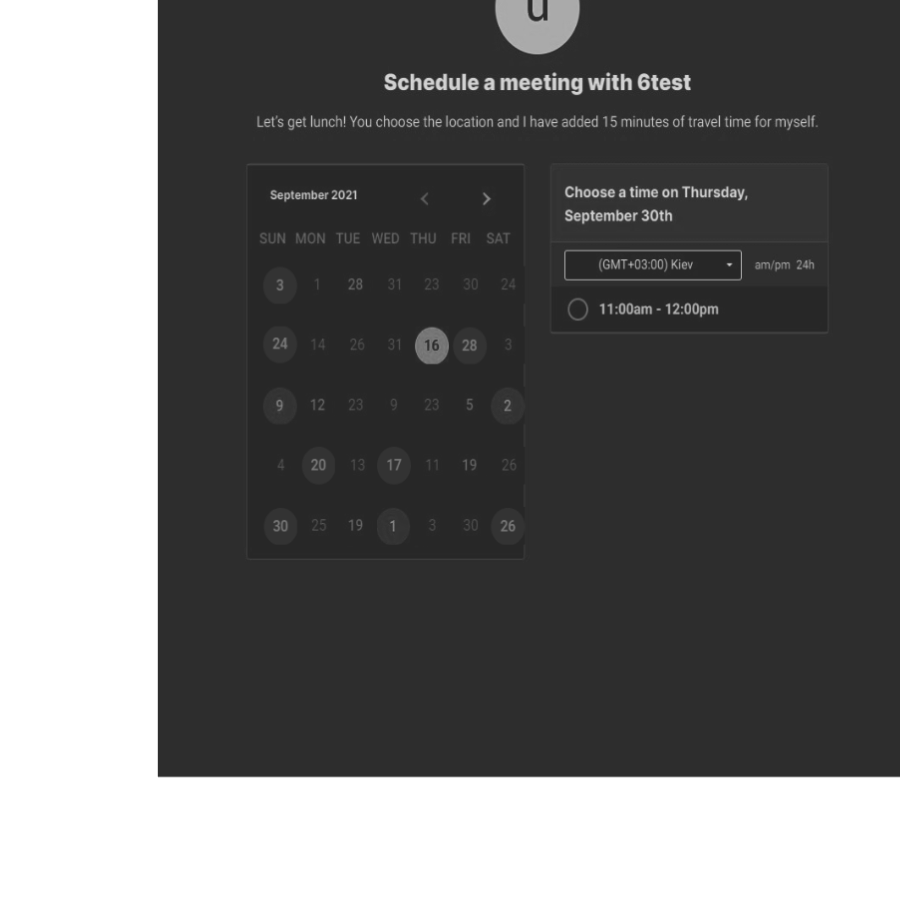 u
Schedule a meeting with 6test
Let's get lunch! You choose the location and I have added 15 minutes of travel time for myself.
September 2021
SUN MON TUE WED THU FRI SAT
3 1 28 31 23 30 24
24 14 26 31 16 28 3
9 12 23 9 23 5 2
4 20 13 17 11 19 26
30 25 19 1 3 30 26
Choose a time on Thursday,
September 30th
(GMT+03:00) Kiev am/pm 24h
11:00am - 12:00pm